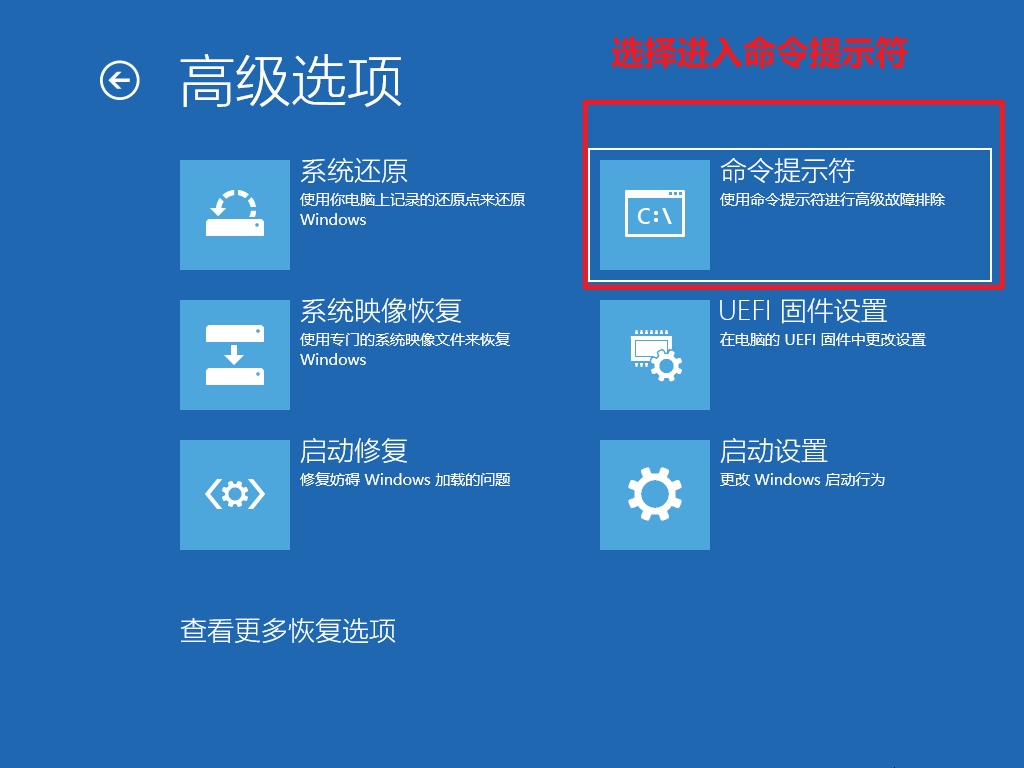 选择进入命令提示符
高级选项
系统还原
使用你电脑上记录的还原点来还原
Windows
命令提示符
使用命令提示符进行高级故障排除
C:\
系统映像恢复
使用专门的系统映像文件来恢复
Windows
UEFI 固件设置
在电脑的 UEFI 固件中更改设置
启动修复
修复妨碍 Windows 加载的问题
启动设置
更改 Windows 启动行为
查看更多恢复选项